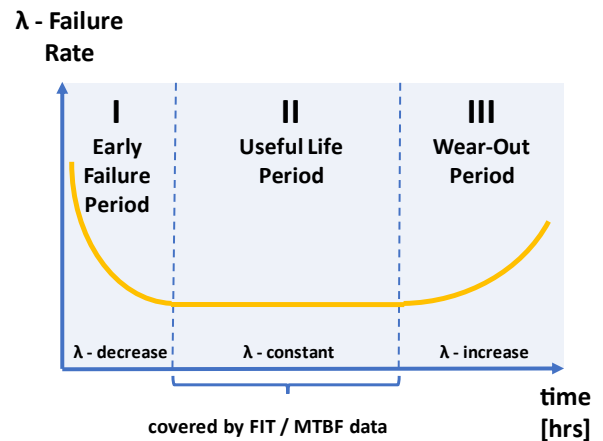 λ - Failure
Rate
I
Early
Failure
Period
II
Useful Life
Period
III
Wear-Out
Period
λ - decrease
λ - constant
λ - increase
time
[hrs]
covered by FIT / MTBF data